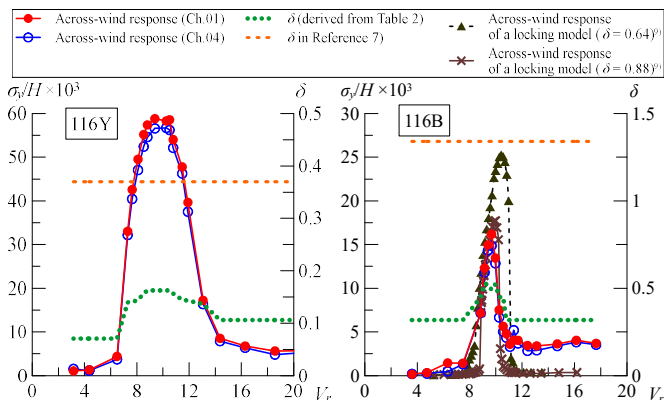 Across-wind response (Ch.01)
Across-wind response (Ch.04)
δ (derived from Table 2)
δ in Reference 7)
Across-wind response
of a locking model (δ = 0.64)⁹⁾
Across-wind response
of a locking model (δ = 0.88)⁹⁾
σy/H ×10³
δ
116Y
60
50
40
30
20
10
0
0.5
0.4
0.3
0.2
0.1
0
0 4 8 12 16 20
Vr
σy/H ×10³
δ
116B
30
25
20
15
10
5
0
1.5
1
0.5
0
0 4 8 12 16 20
Vr